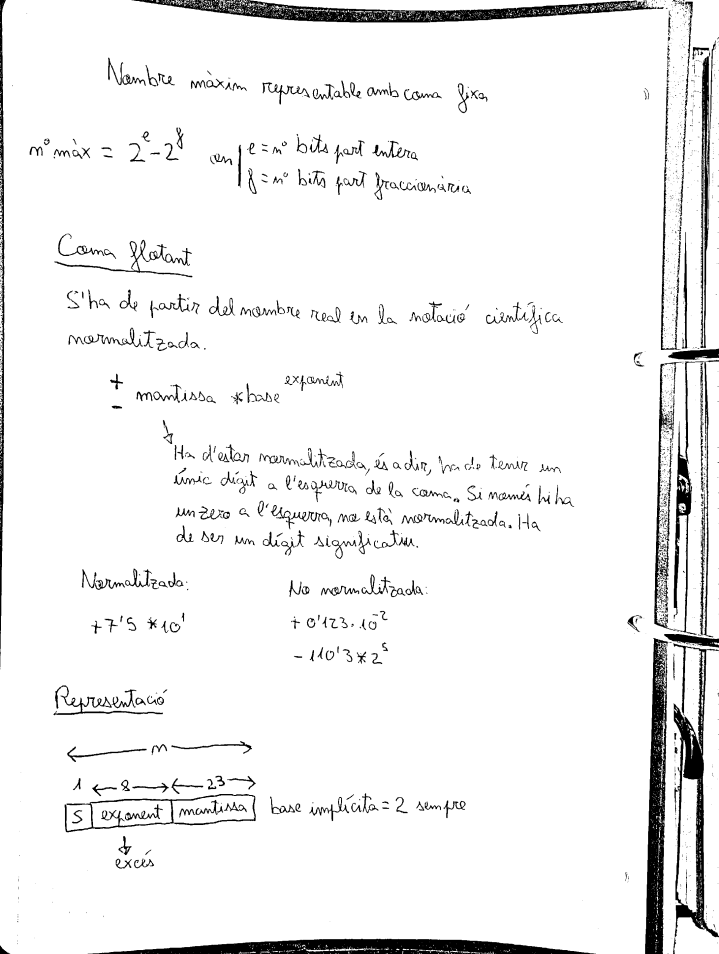 Nombre màxim representable amb coma fixa
nº màx = 2^e - 2^f on | e = nº bits part entera
f = nº bits part fraccionària
Coma flotant
S'ha de partir del nombre real en la notació científica
normalitzada.
± mantissa * base^exponent
↓
Ha d'estar normalitzada, és a dir, ha de tenir un
únic dígit a l'esquerra de la coma. Si només hi ha
un zero a l'esquerra, no està normalitzada. Ha
de ser un dígit significatiu.
Normalitzada: No normalitzada:
+7'5 * 10^1 +0'123 · 10^-2
- 110'3 * 2^5
Representació
← n →
1 ← 8 → ← 23 →
S | exponent | mantissa base implícita = 2 sempre
↓
excés